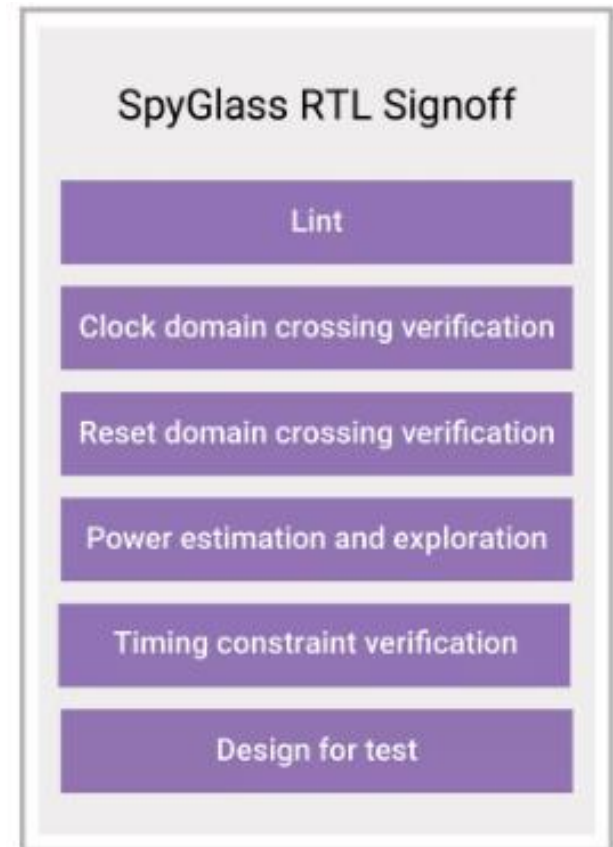 SpyGlass RTL Signoff
Lint
Clock domain crossing verification
Reset domain crossing verification
Power estimation and exploration
Timing constraint verification
Design for test